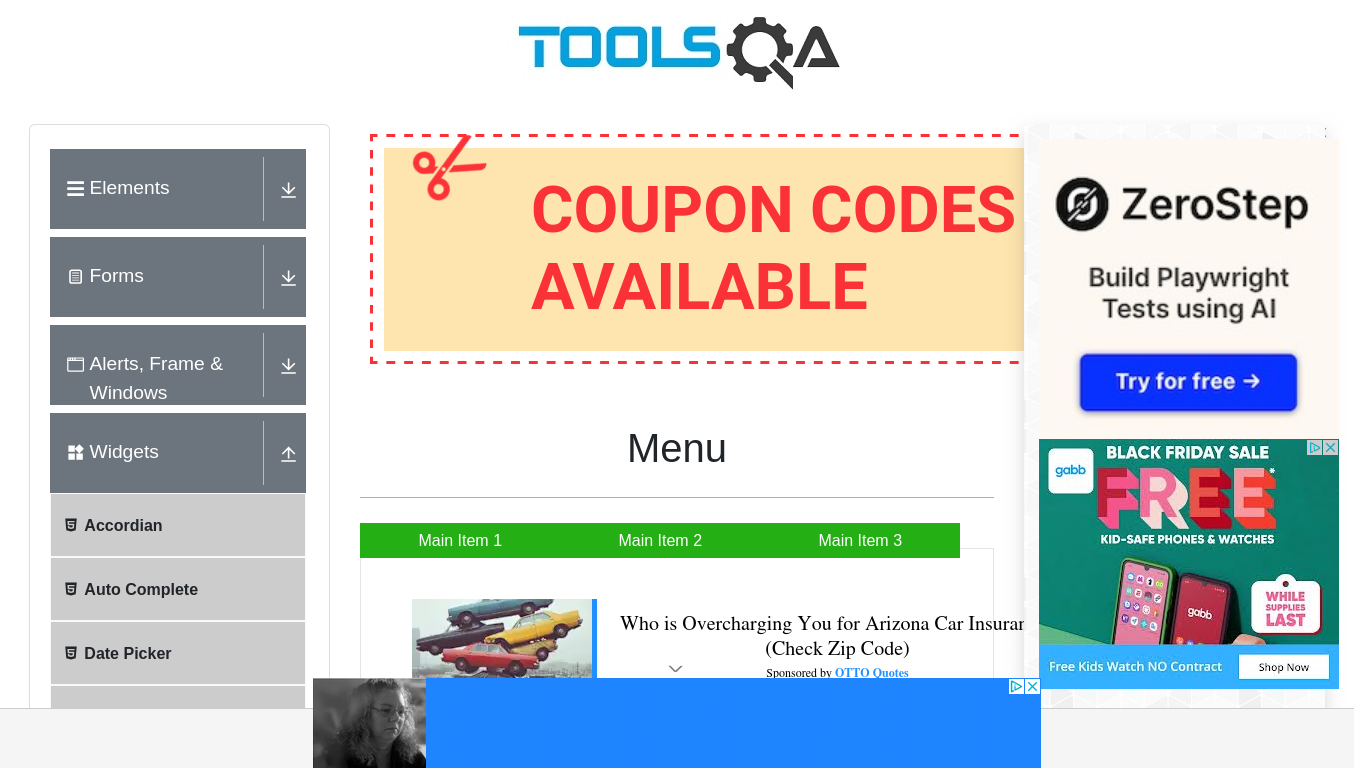 TOOLSQA
Elements
Forms
Alerts, Frame &
Windows
Widgets
Accordian
Auto Complete
Date Picker
COUPON CODES
AVAILABLE
Menu
Main Item 1
Main Item 2
Main Item 3
Who is Overcharging You for Arizona Car Insuran
(Check Zip Code)
Sponsored by OTTO Quotes
ZeroStep
Build Playwright
Tests using AI
Try for free →
gabb
BLACK FRIDAY SALE
FREE*
KID-SAFE PHONES & WATCHES
gabb
WHILE
SUPPLIES
LAST
Free Kids Watch NO Contract
Shop Now